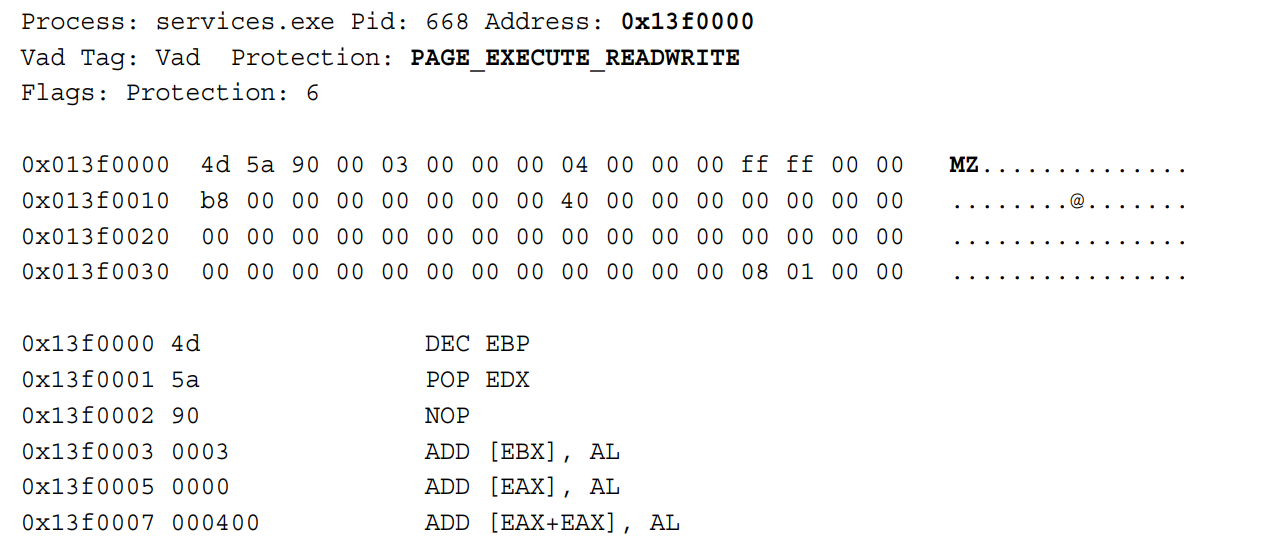 Process: services.exe Pid: 668 Address: 0x13f0000
Vad Tag: Vad  Protection: PAGE_EXECUTE_READWRITE
Flags: Protection: 6
0x013f0000  4d 5a 90 00 03 00 00 00 04 00 00 00 ff ff 00 00   MZ..............
0x013f0010  b8 00 00 00 00 00 00 00 40 00 00 00 00 00 00 00   ........@.......
0x013f0020  00 00 00 00 00 00 00 00 00 00 00 00 00 00 00 00   ................
0x013f0030  00 00 00 00 00 00 00 00 00 00 00 00 08 01 00 00   ................
0x13f0000 4d               DEC EBP
0x13f0001 5a               POP EDX
0x13f0002 90               NOP
0x13f0003 0003             ADD [EBX], AL
0x13f0005 0000             ADD [EAX], AL
0x13f0007 000400           ADD [EAX+EAX], AL